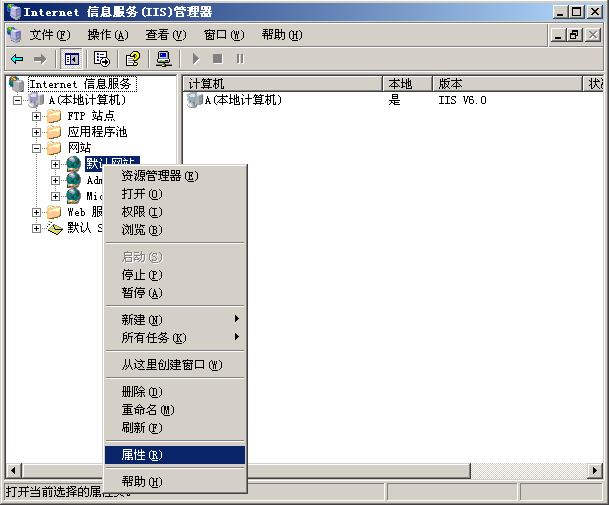 Internet 信息服务(IIS)管理器
文件(F) 操作(A) 查看(V) 窗口(W) 帮助(H)
Internet 信息服务
计算机 本地 版本 状
A(本地计算机)
A(本地计算机) 是 IIS V6.0
FTP 站点
应用程序池
网站
默认网站
Adm
Mic
Web 服
默认 S
资源管理器(E)
打开(O)
权限(I)
浏览(B)
启动(S)
停止(P)
暂停(A)
新建(N)
所有任务(K)
从这里创建窗口(W)
删除(D)
重命名(M)
刷新(F)
属性(R)
帮助(H)
打开当前选择的属性页。